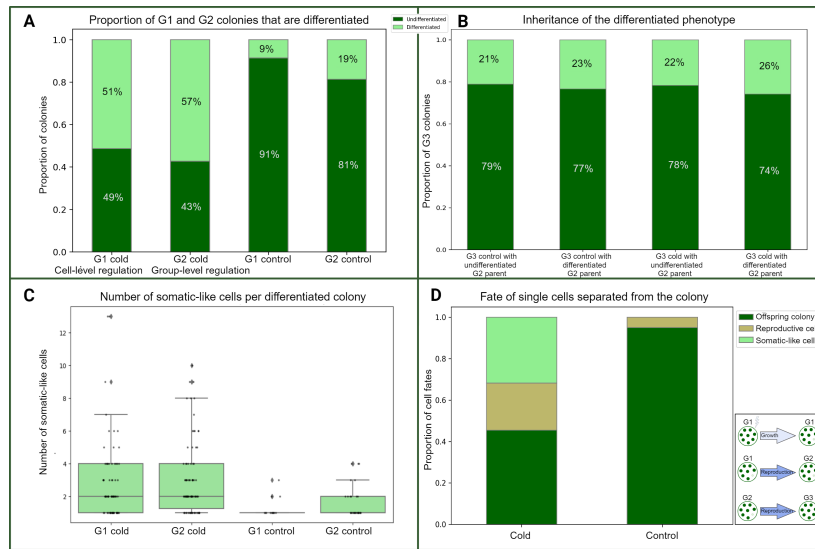 A
Proportion of G1 and G2 colonies that are differentiated
Undifferentiated
Differentiated
Proportion of colonies
1.0
0.8
0.6
0.4
0.2
0.0
51%
57%
9%
19%
49%
43%
91%
81%
G1 cold
G2 cold
G1 control
G2 control
Cell-lével regulation
Group-level regulation
B
Inheritance of the differentiated phenotype
Proportion of G3 colonies
1.0
0.8
0.6
0.4
0.2
0.0
21%
23%
22%
26%
79%
77%
78%
74%
G3 control with
undifferentiated
G2 parent
G3 control with
differentiated
G2 parent
G3 cold with
undifferentiated
G2 parent
G3 cold with
differentiated
G2 parent
C
Number of somatic-like cells per differentiated colony
Number of somatic-like cells
12
10
8
6
4
2
G1 cold
G2 cold
G1 control
G2 control
D
Fate of single cells separated from the colony
Offspring colony
Reproductive ce
Somatic-like cel
Proportion of cell fates
1.0
0.8
0.6
0.4
0.2
0.0
Cold
Control
G1
Growth
G1
G1
Reproduction
G2
G2
Reproduction
G3